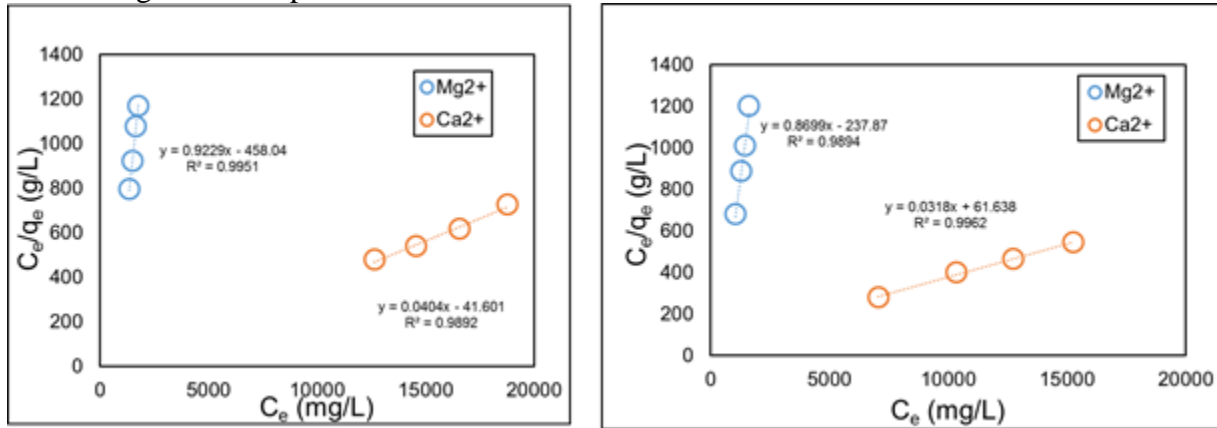 1400
1200
1000
800
600
400
200
0
0
5000
10000
15000
20000
Ce/qe (g/L)
Ce (mg/L)
Mg2+
Ca2+
y = 0.9229x - 458.04
R² = 0.9951
y = 0.0404x - 41.601
R² = 0.9892
1400
1200
1000
800
600
400
200
0
0
5000
10000
15000
20000
Ce/qe (g/L)
Ce (mg/L)
Mg2+
Ca2+
y = 0.8699x - 237.87
R² = 0.9894
y = 0.0318x + 61.638
R² = 0.9962